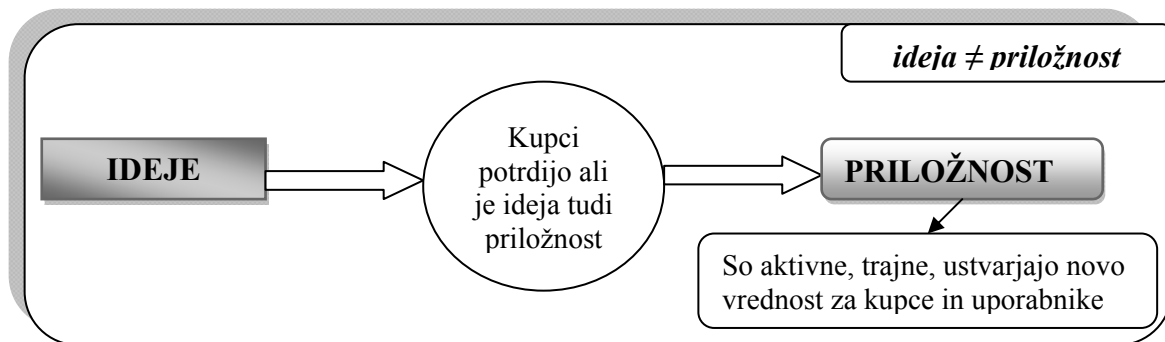 ideja ≠ priložnost
IDEJE
Kupci
potrdijo ali
je ideja tudi
priložnost
PRILOŽNOST
So aktivne, trajne, ustvarjajo novo
vrednost za kupce in uporabnike